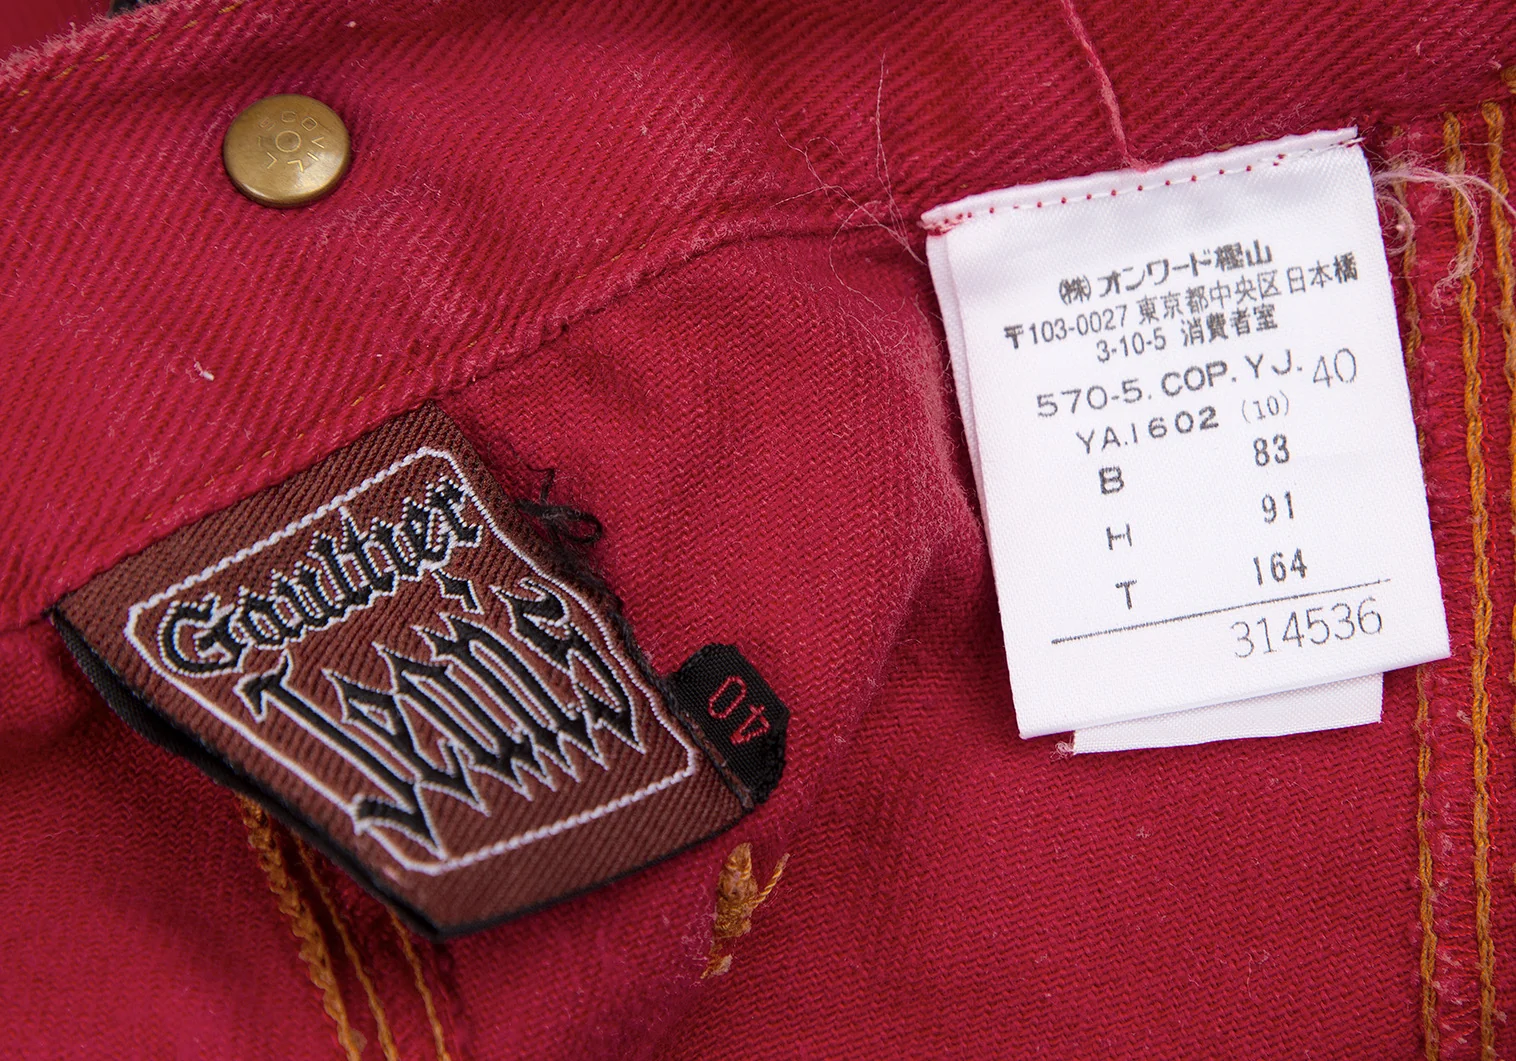 SCOVILL
(株)オンワード樫山
〒103-0027 東京都中央区日本橋
3-10-5 消費者室
570-5. COP. YJ. 40
YA.1602 (10)
B 83
H 91
T 164
314536
Gaultier
Jean's
40